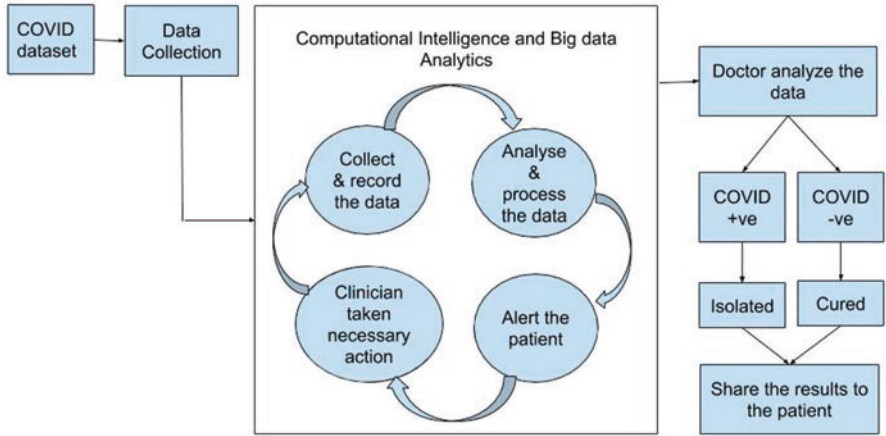 COVID
dataset
Data
Collection
Computational Intelligence and Big data
Analytics
Collect
& record
the data
Analyse
&
process
the data
Clinician
taken
necessary
action
Alert the
patient
Doctor analyze the
data
COVID
+ve
COVID
-ve
Isolated
Cured
Share the results to
the patient